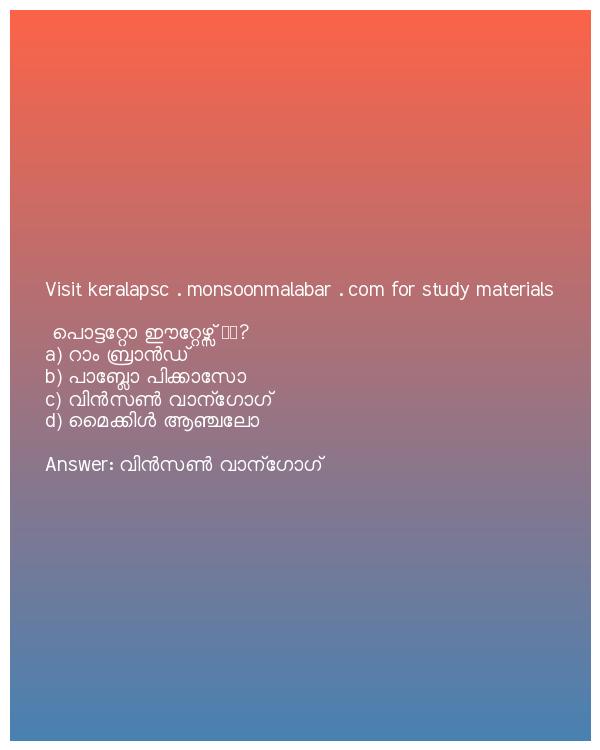 Visit keralapsc . monsoonmalabar . com for study materials
പൊട്ടറ്റോ ഈറ്റേഴ്സ് ?
a) റാം ബ്രാൻഡ്
b) പാബ്ലോ പിക്കാസോ
c) വിൻസൺ വാന്ഗോഗ്
d) മൈക്കിൾ ആഞ്ചലോ
Answer: വിൻസൺ വാന്ഗോഗ്